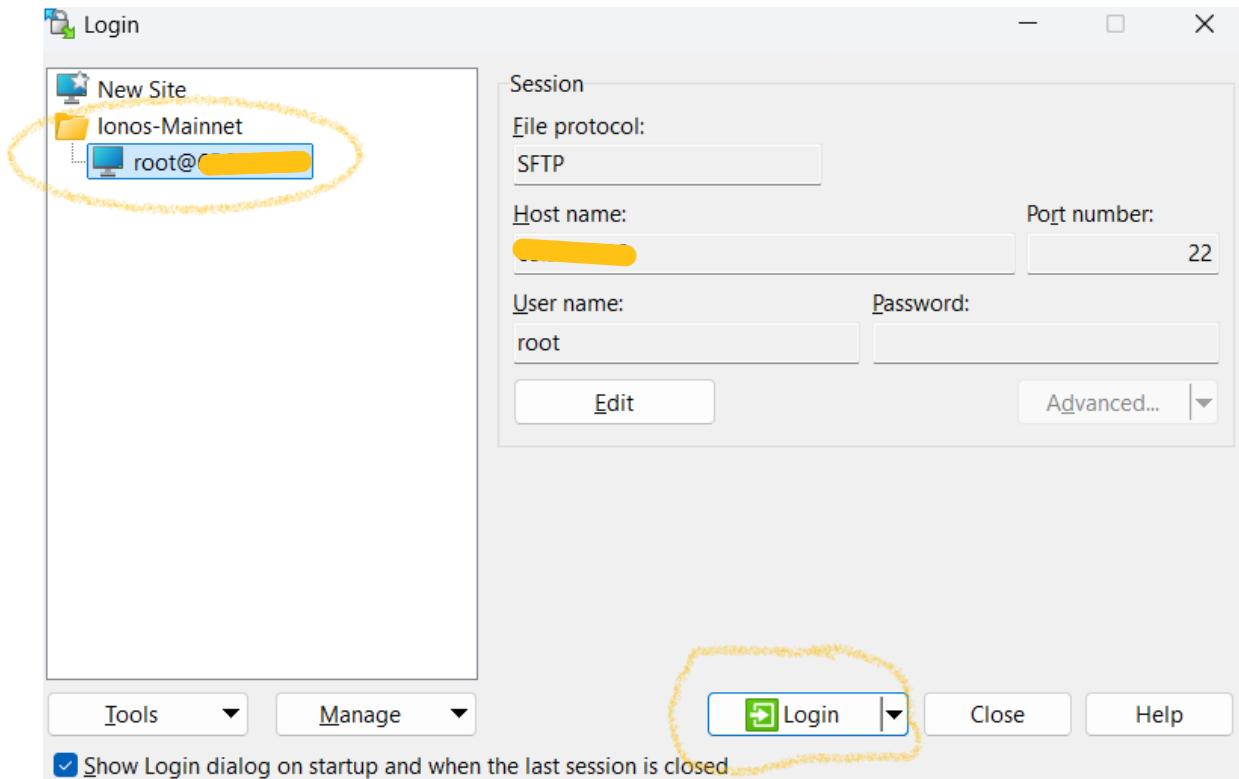 Login
New Site
Ionos-Mainnet
root@
Session
File protocol:
SFTP
Host name:
Port number:
22
User name:
Password:
root
Edit
Advanced...
Tools
Manage
Login
Close
Help
Show Login dialog on startup and when the last session is closed